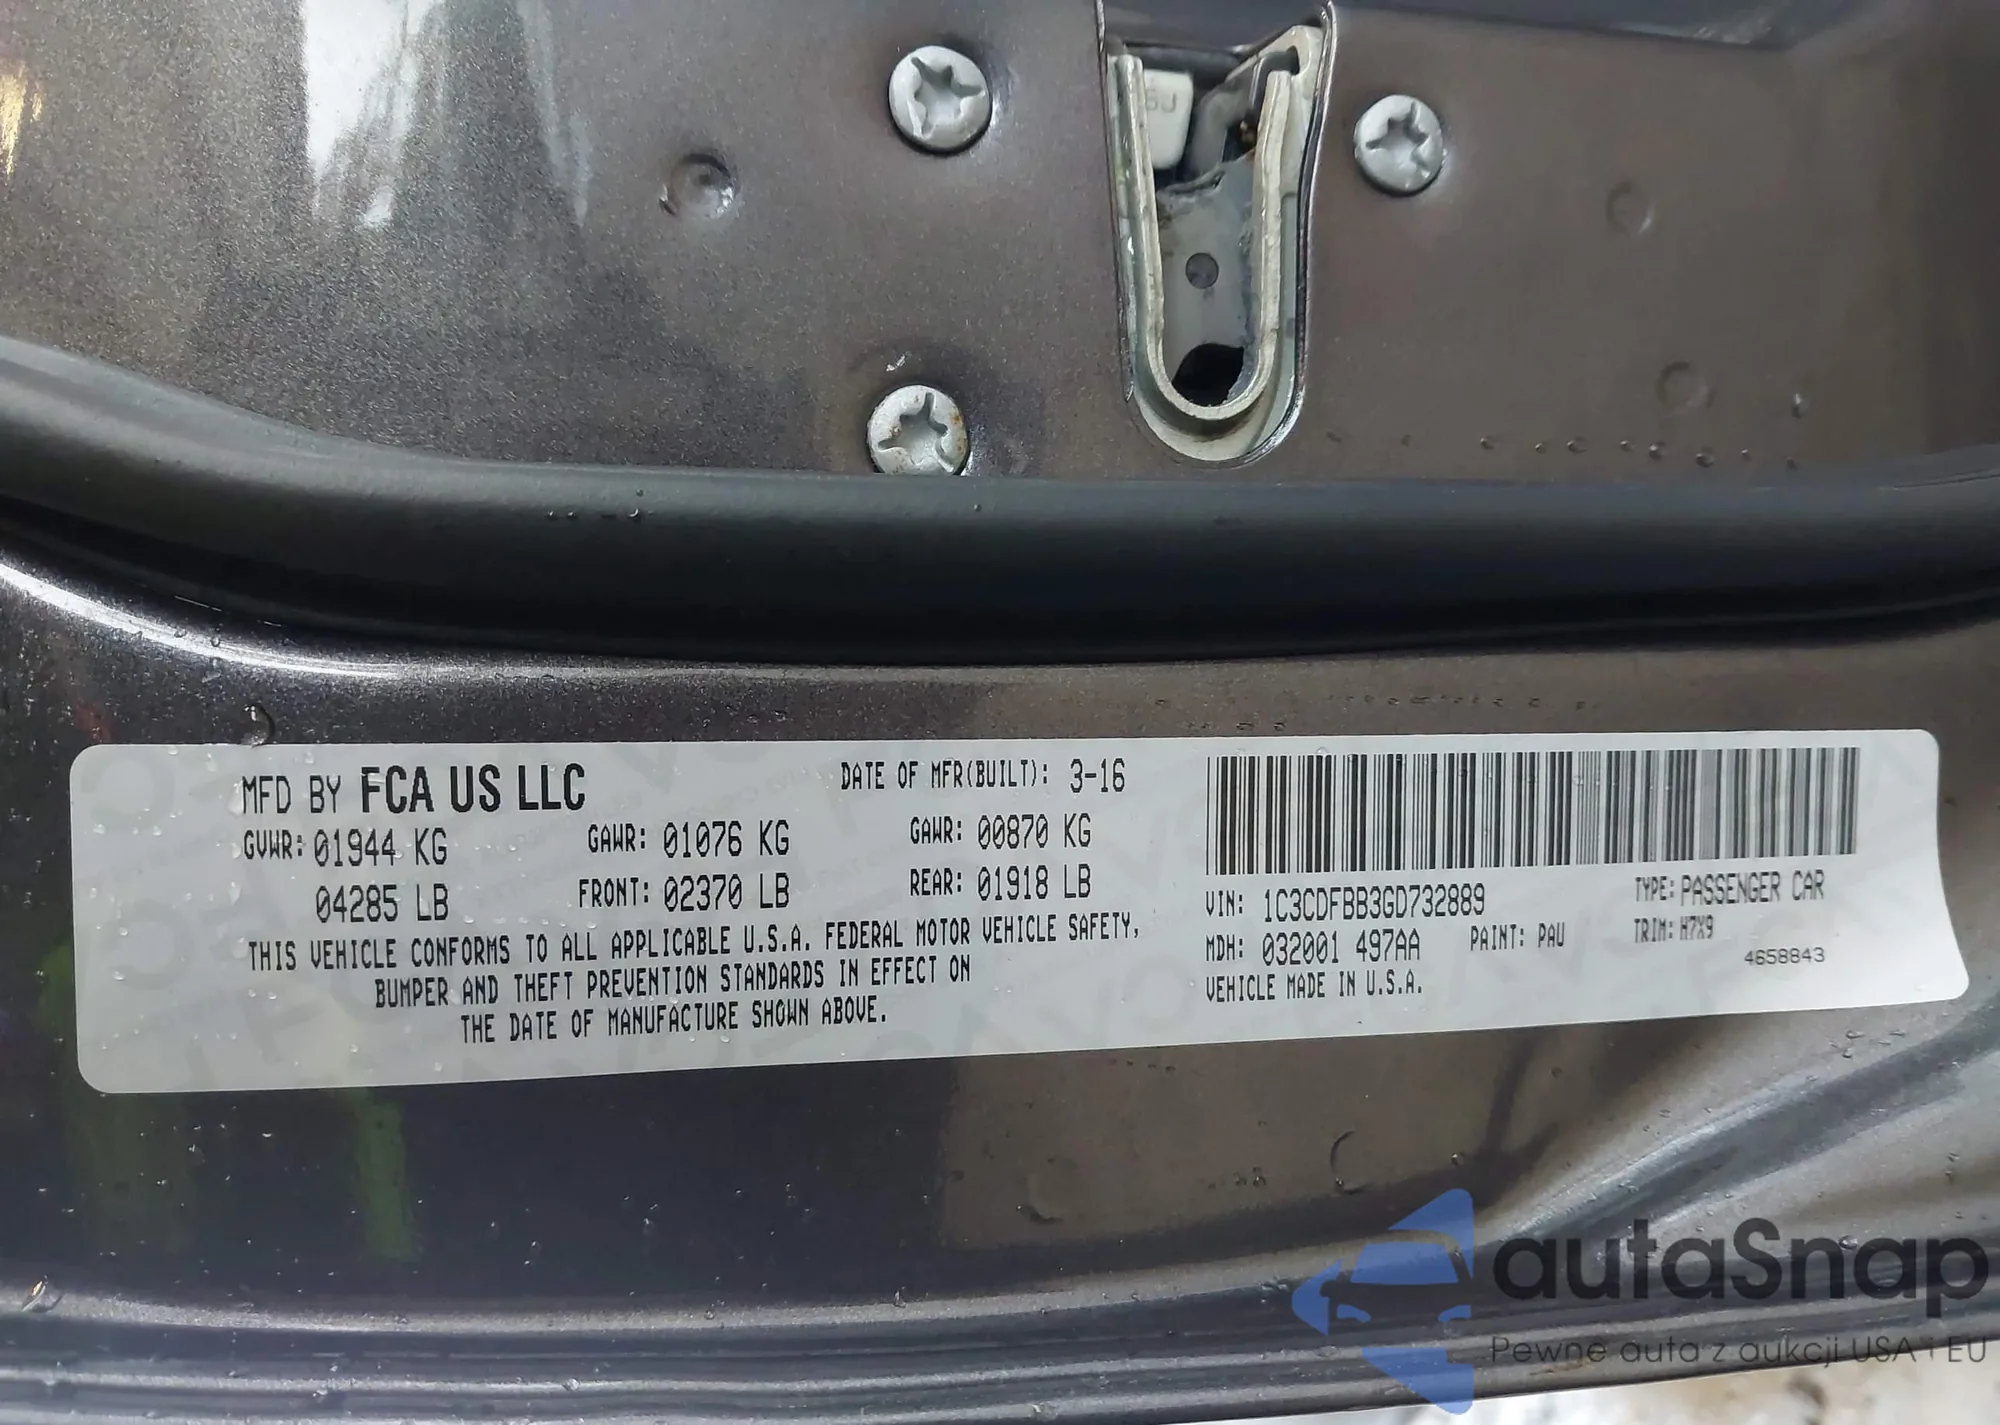 MFD BY FCA US LLC
DATE OF MFR(BUILT): 3-16
GVWR: 01944 KG
GAWR: 01076 KG
GAWR: 00870 KG
04285 LB
FRONT: 02370 LB
REAR: 01918 LB
THIS VEHICLE CONFORMS TO ALL APPLICABLE U.S.A. FEDERAL MOTOR VEHICLE SAFETY,
BUMPER AND THEFT PREVENTION STANDARDS IN EFFECT ON
THE DATE OF MANUFACTURE SHOWN ABOVE.
VIN: 1C3CDFBB3GD732889
TYPE: PASSENGER CAR
MDH: 032001 497AA
PAINT: PAU
TRIM: H7X9
4658843
VEHICLE MADE IN U.S.A.
autaSnap
Pewne auta z aukcji USA i EU